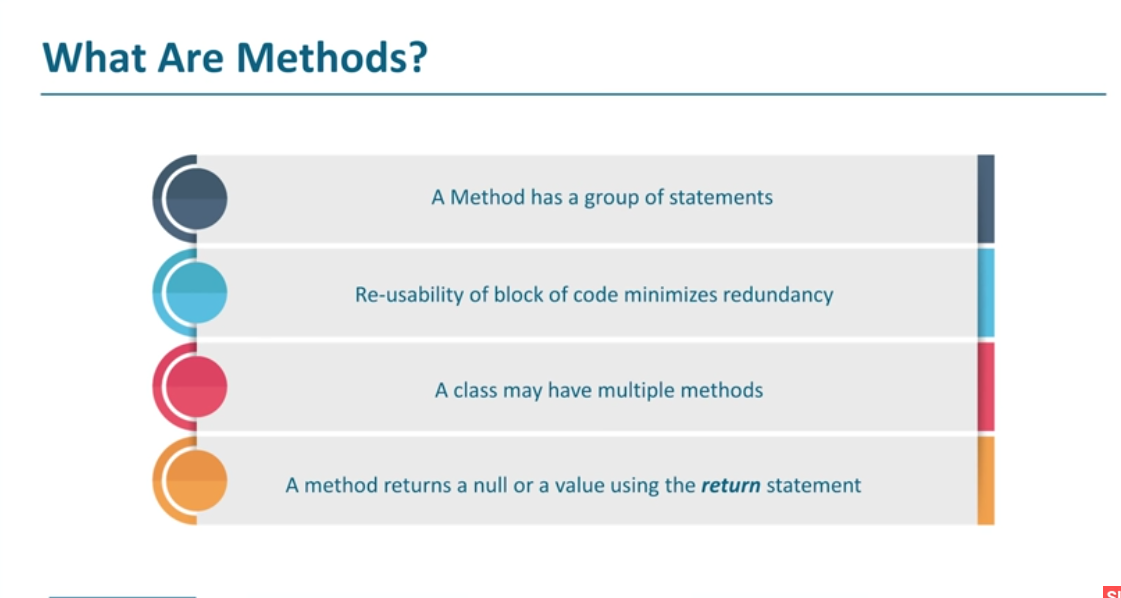 What Are Methods?
A Method has a group of statements
Re-usability of block of code minimizes redundancy
A class may have multiple methods
A method returns a null or a value using the return statement